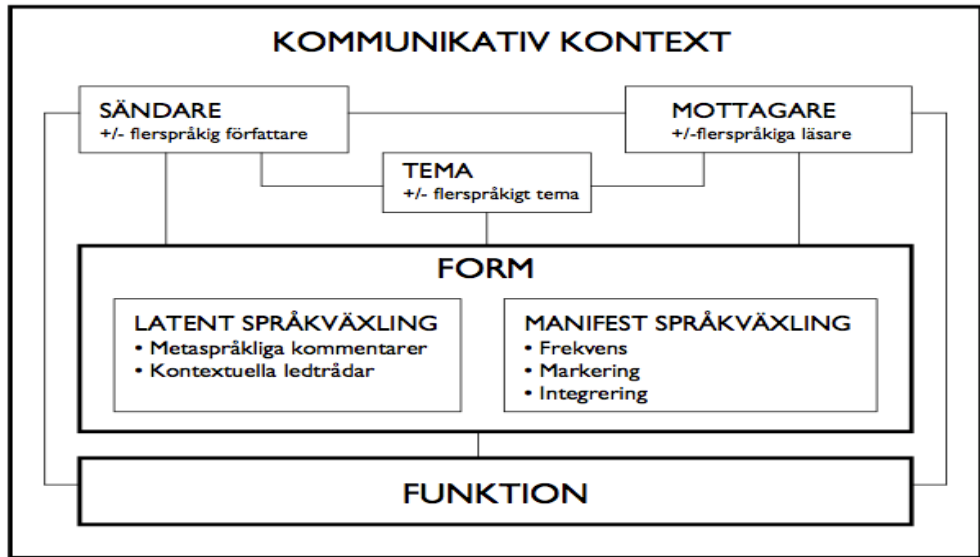 KOMMUNIKATIV KONTEXT
SÄNDARE
+/- flerspråkig författare
MOTTAGARE
+/-flerspråkiga läsare
TEMA
+/- flerspråkigt tema
FORM
LATENT SPRÅKVÄXLING
• Metaspråkliga kommentarer
• Kontextuella ledtrådar
MANIFEST SPRÅKVÄXLING
• Frekvens
• Markering
• Integrering
FUNKTION